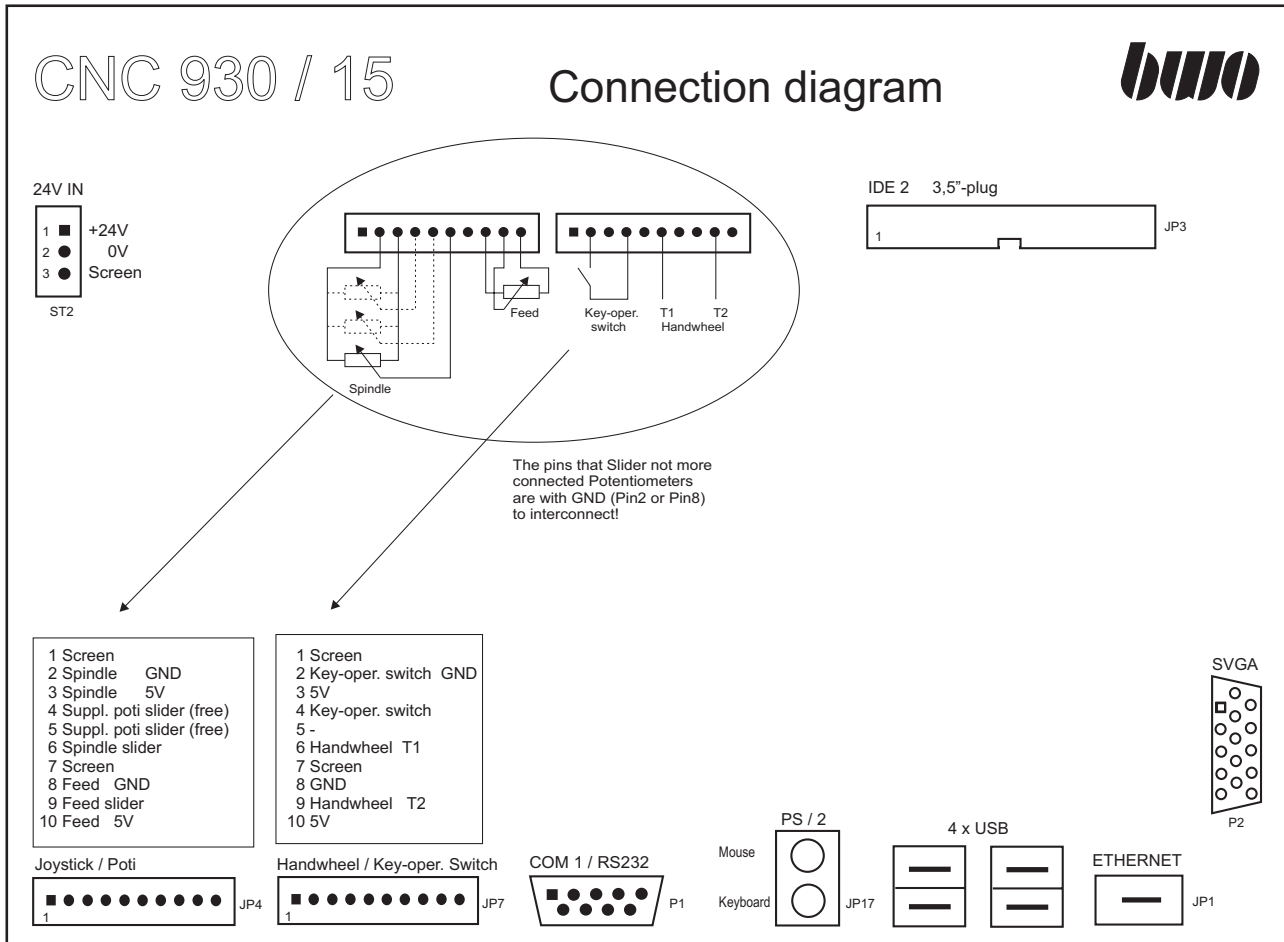 CNC 930 / 15
Connection diagram
bwo
24V IN
1 +24V
2 0V
3 Screen
ST2
IDE 2 3,5”-plug
1
JP3
Feed
Spindle
Key-oper.
switch
T1 T2
Handwheel
The pins that Slider not more
connected Potentiometers
are with GND (Pin2 or Pin8)
to interconnect!
1 Screen
2 Spindle GND
3 Spindle 5V
4 Suppl. poti slider (free)
5 Suppl. poti slider (free)
6 Spindle slider
7 Screen
8 Feed GND
9 Feed slider
10 Feed 5V
Joystick / Poti
1
JP4
1 Screen
2 Key-oper. switch GND
3 5V
4 Key-oper. switch
5 -
6 Handwheel T1
7 Screen
8 GND
9 Handwheel T2
10 5V
Handwheel / Key-oper. Switch
1
JP7
COM 1 / RS232
1
P1
PS / 2
Mouse
Keyboard
JP17
4 x USB
ETHERNET
JP1
SVGA
P2